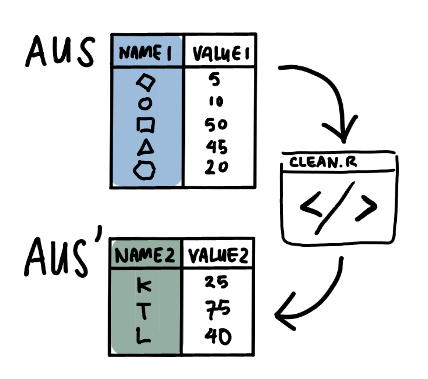 AUS
NAME1 VALUE1
5
10
50
45
20
CLEAN.R
</>
AUS'
NAME2 VALUE2
K 25
T 75
L 40